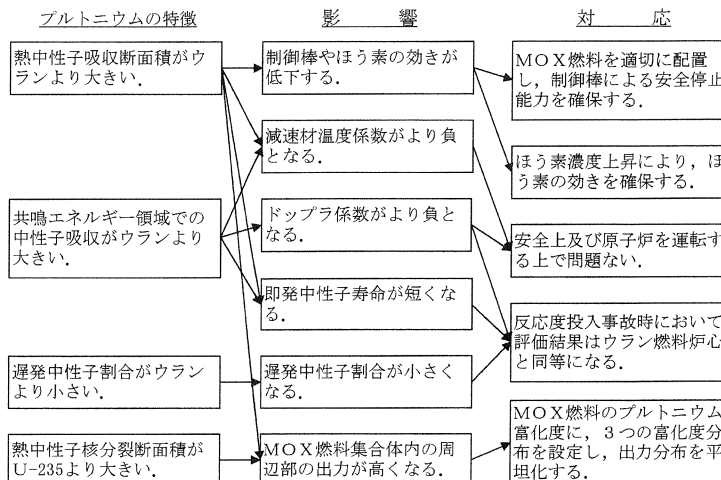 プルトニウムの特徴
影響
対応
熱中性子吸収断面積がウ
ランより大きい．
共鳴エネルギー領域での
中性子吸収がウランより
大きい．
遅発中性子割合がウラン
より小さい．
熱中性子核分裂断面積が
U-235より大きい．
制御棒やほう素の効きが
低下する．
減速材温度係数がより負
となる．
ドップラ係数がより負と
なる．
即発中性子寿命が短くな
る．
遅発中性子割合が小さく
なる．
MOX燃料集合体内の周
辺部の出力が高くなる．
MOX燃料を適切に配置
し，制御棒による安全停止
能力を確保する．
ほう素濃度上昇により，ほ
う素の効きを確保する．
安全上及び原子炉を運転す
る上で問題ない．
反応度投入事故時において
評価結果はウラン燃料炉心
と同等になる．
MOX燃料のプルトニウム
富化度に，3つの富化度分
布を設定し，出力分布を平
坦化する．